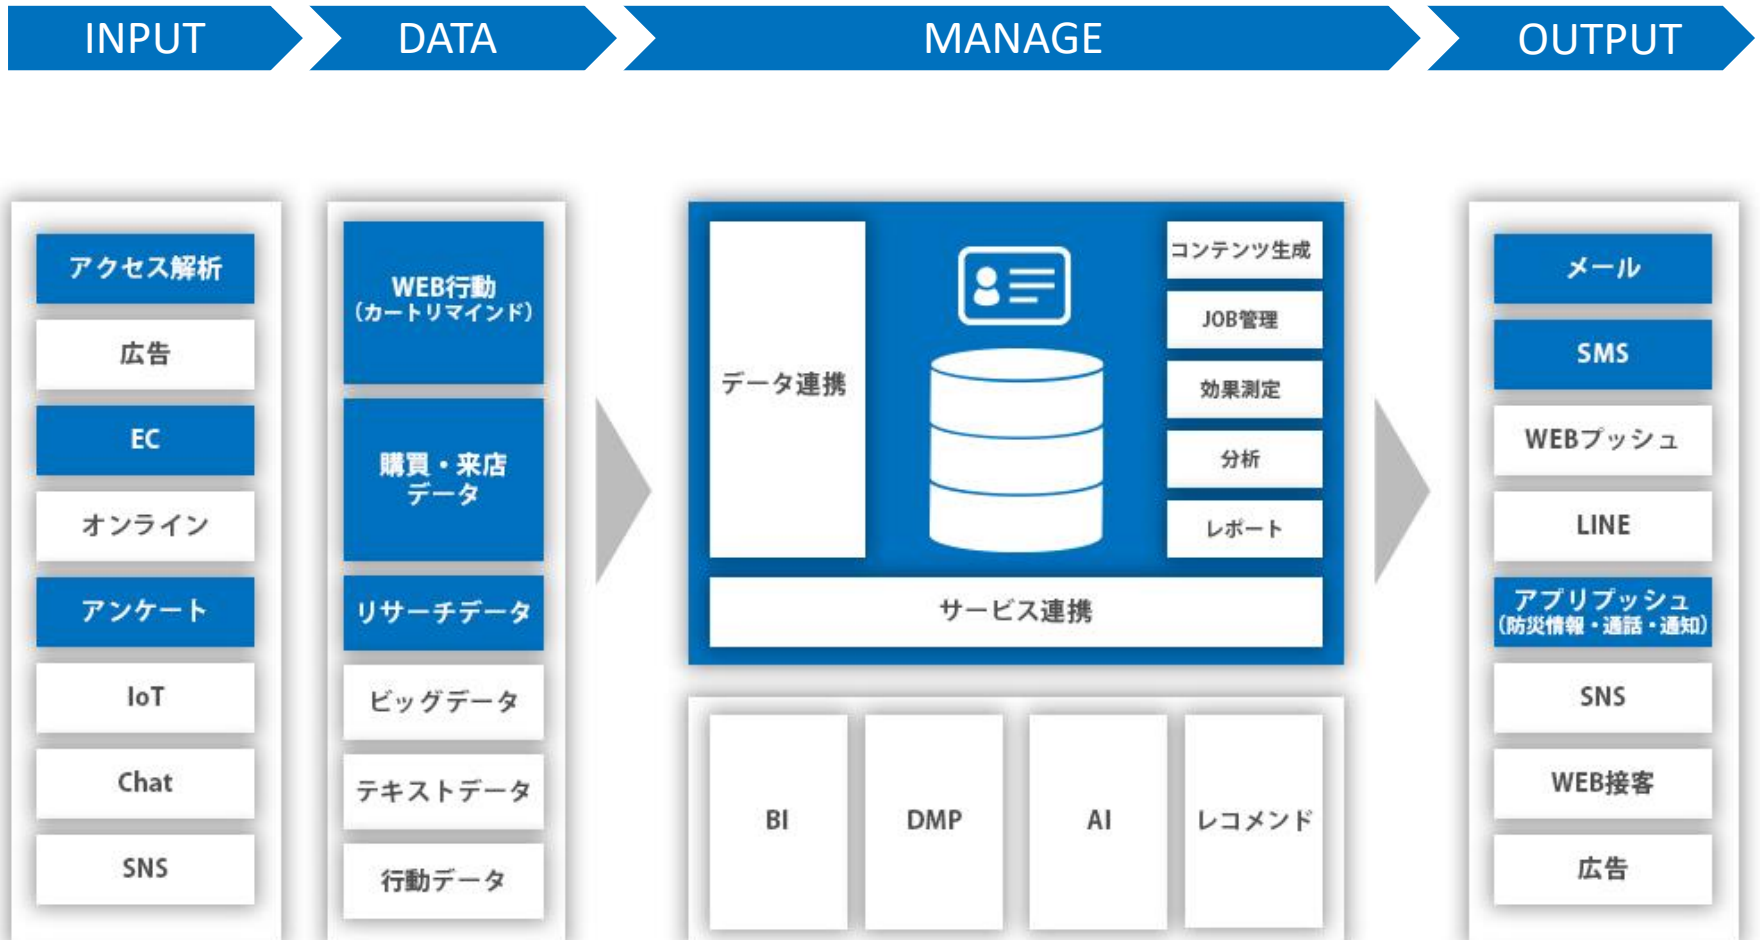 INPUT
DATA
MANAGE
OUTPUT
アクセス解析
広告
EC
オンライン
アンケート
IoT
Chat
SNS
WEB行動
（カートリマインド）
購買・来店
データ
リサーチデータ
ビッグデータ
テキストデータ
行動データ
データ連携
コンテンツ生成
JOB管理
効果測定
分析
レポート
サービス連携
BI
DMP
AI
レコメンド
メール
SMS
WEBプッシュ
LINE
アプリプッシュ
（防災情報・通話・通知）
SNS
WEB接客
広告